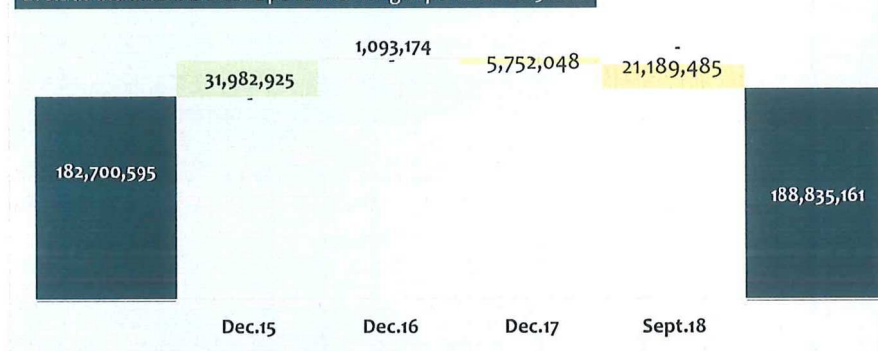 1,093,174
-
-
5,752,048
21,189,485
31,982,925
-
182,700,595
188,835,161
Dec.15
Dec.16
Dec.17
Sept.18